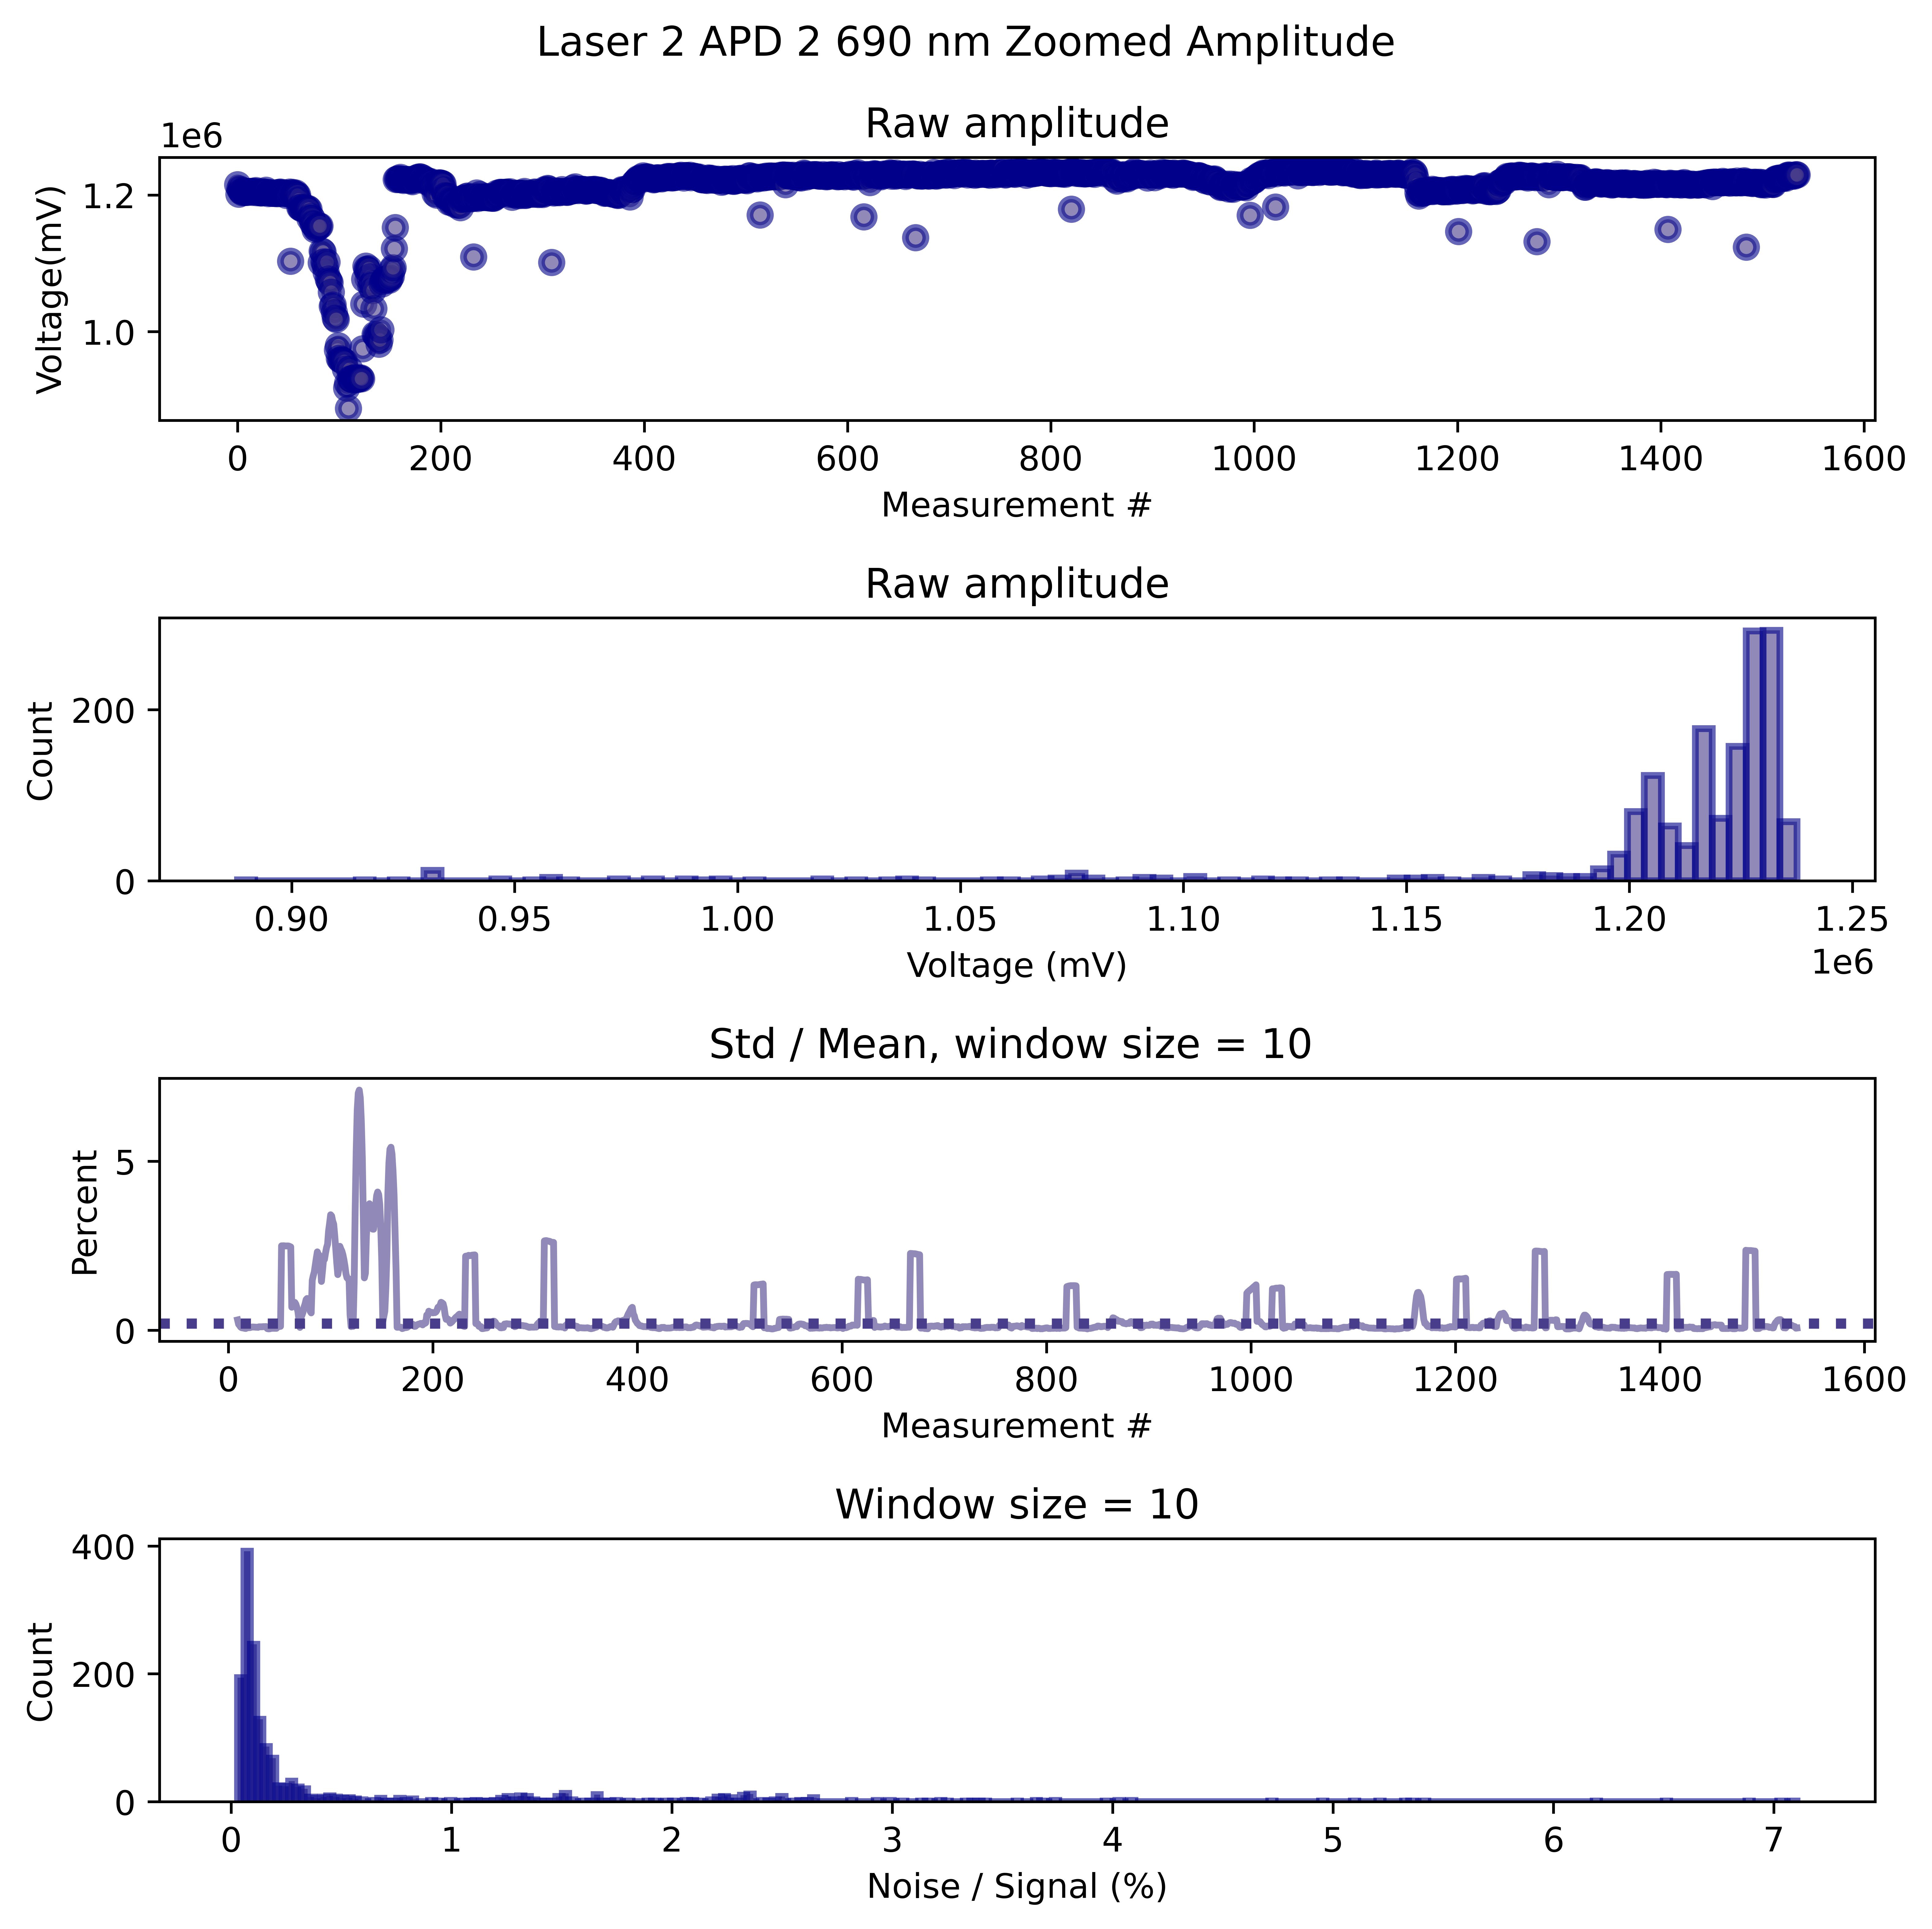 Laser 2 APD 2 690 nm Zoomed Amplitude
Raw amplitude
1e6
Voltage(mV)
1.2
1.0
0 200 400 600 800 1000 1200 1400 1600
Measurement #
Raw amplitude
Count
200
0
0.90 0.95 1.00 1.05 1.10 1.15 1.20 1.25
Voltage (mV)
1e6
Std / Mean, window size = 10
Percent
5
0
0 200 400 600 800 1000 1200 1400 1600
Measurement #
Window size = 10
Count
400
200
0
0 1 2 3 4 5 6 7
Noise / Signal (%)